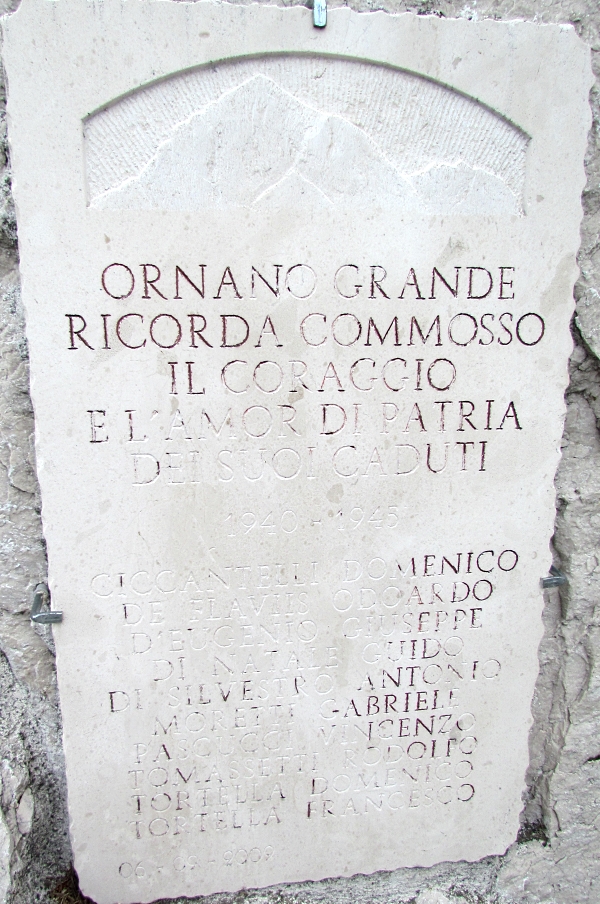 ORNANO GRANDE
RICORDA COMMOSSO
IL CORAGGIO
E L'AMOR DI PATRIA
DEI SUOI CADUTI
1940 - 1945
CICCANTELLI DOMENICO
DE FLAVIIS ODOARDO
D'EUGENIO GIUSEPPE
DI NATALE GUIDO
DI SILVESTRO ANTONIO
MORETTI GABRIELE
PASCUCCI VINCENZO
TOMASSETTI RODOLFO
TORTELLA DOMENICO
TORTELLA FRANCESCO